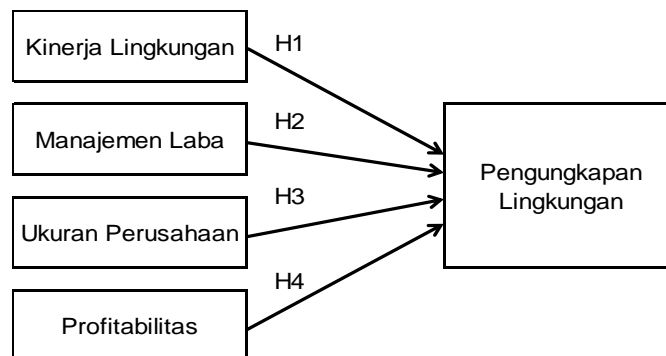 Kinerja Lingkungan
H1
Manajemen Laba
H2
Ukuran Perusahaan
H3
Profitabilitas
H4
Pengungkapan
Lingkungan